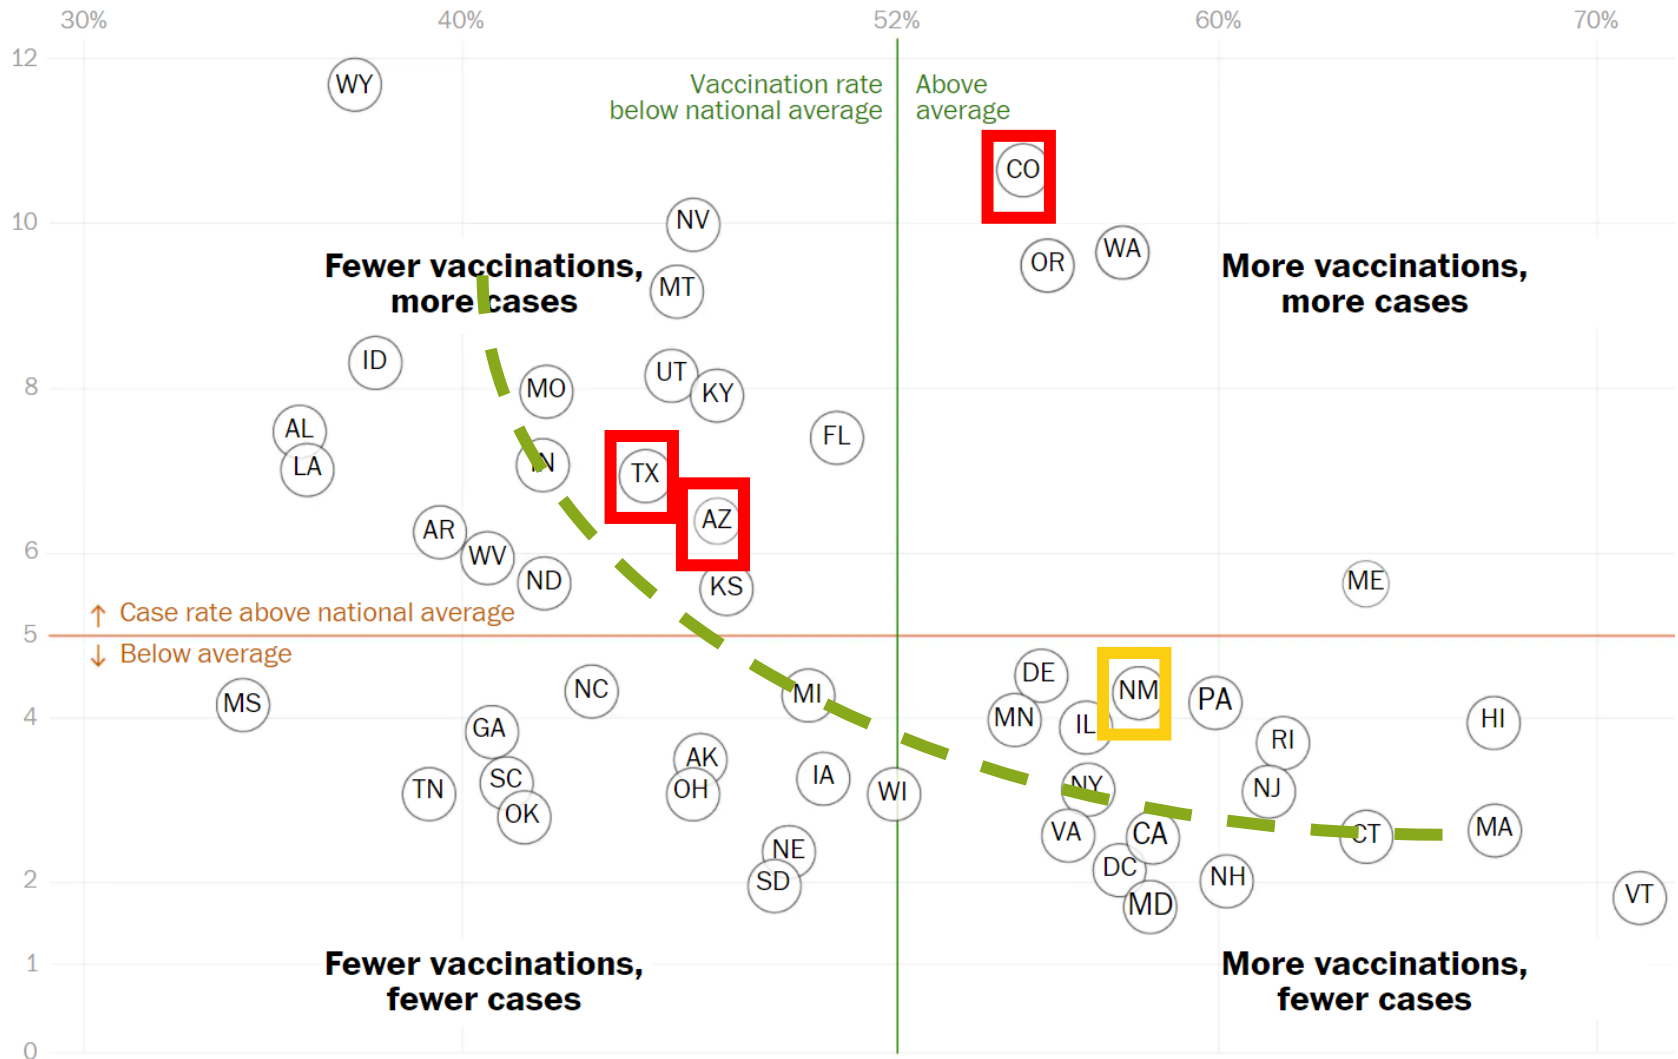 30%
40%
52%
60%
70%
12
WY
Vaccination rate
below national average
Above
average
CO
10
NV
OR
WA
Fewer vaccinations,
more cases
MT
More vaccinations,
more cases
ID
8
MO
UT
KY
AL
FL
LA
IN
TX
AR
AZ
6
WV
ND
KS
ME
↑ Case rate above national average
5
↓ Below average
MS
NC
MI
DE
NM
PA
4
GA
MN
IL
HI
RI
AK
TN
SC
OH
IA
WI
NY
NJ
OK
VA
CA
CT
MA
NE
2
SD
DC
NH
MD
VT
1
Fewer vaccinations,
fewer cases
More vaccinations,
fewer cases
0